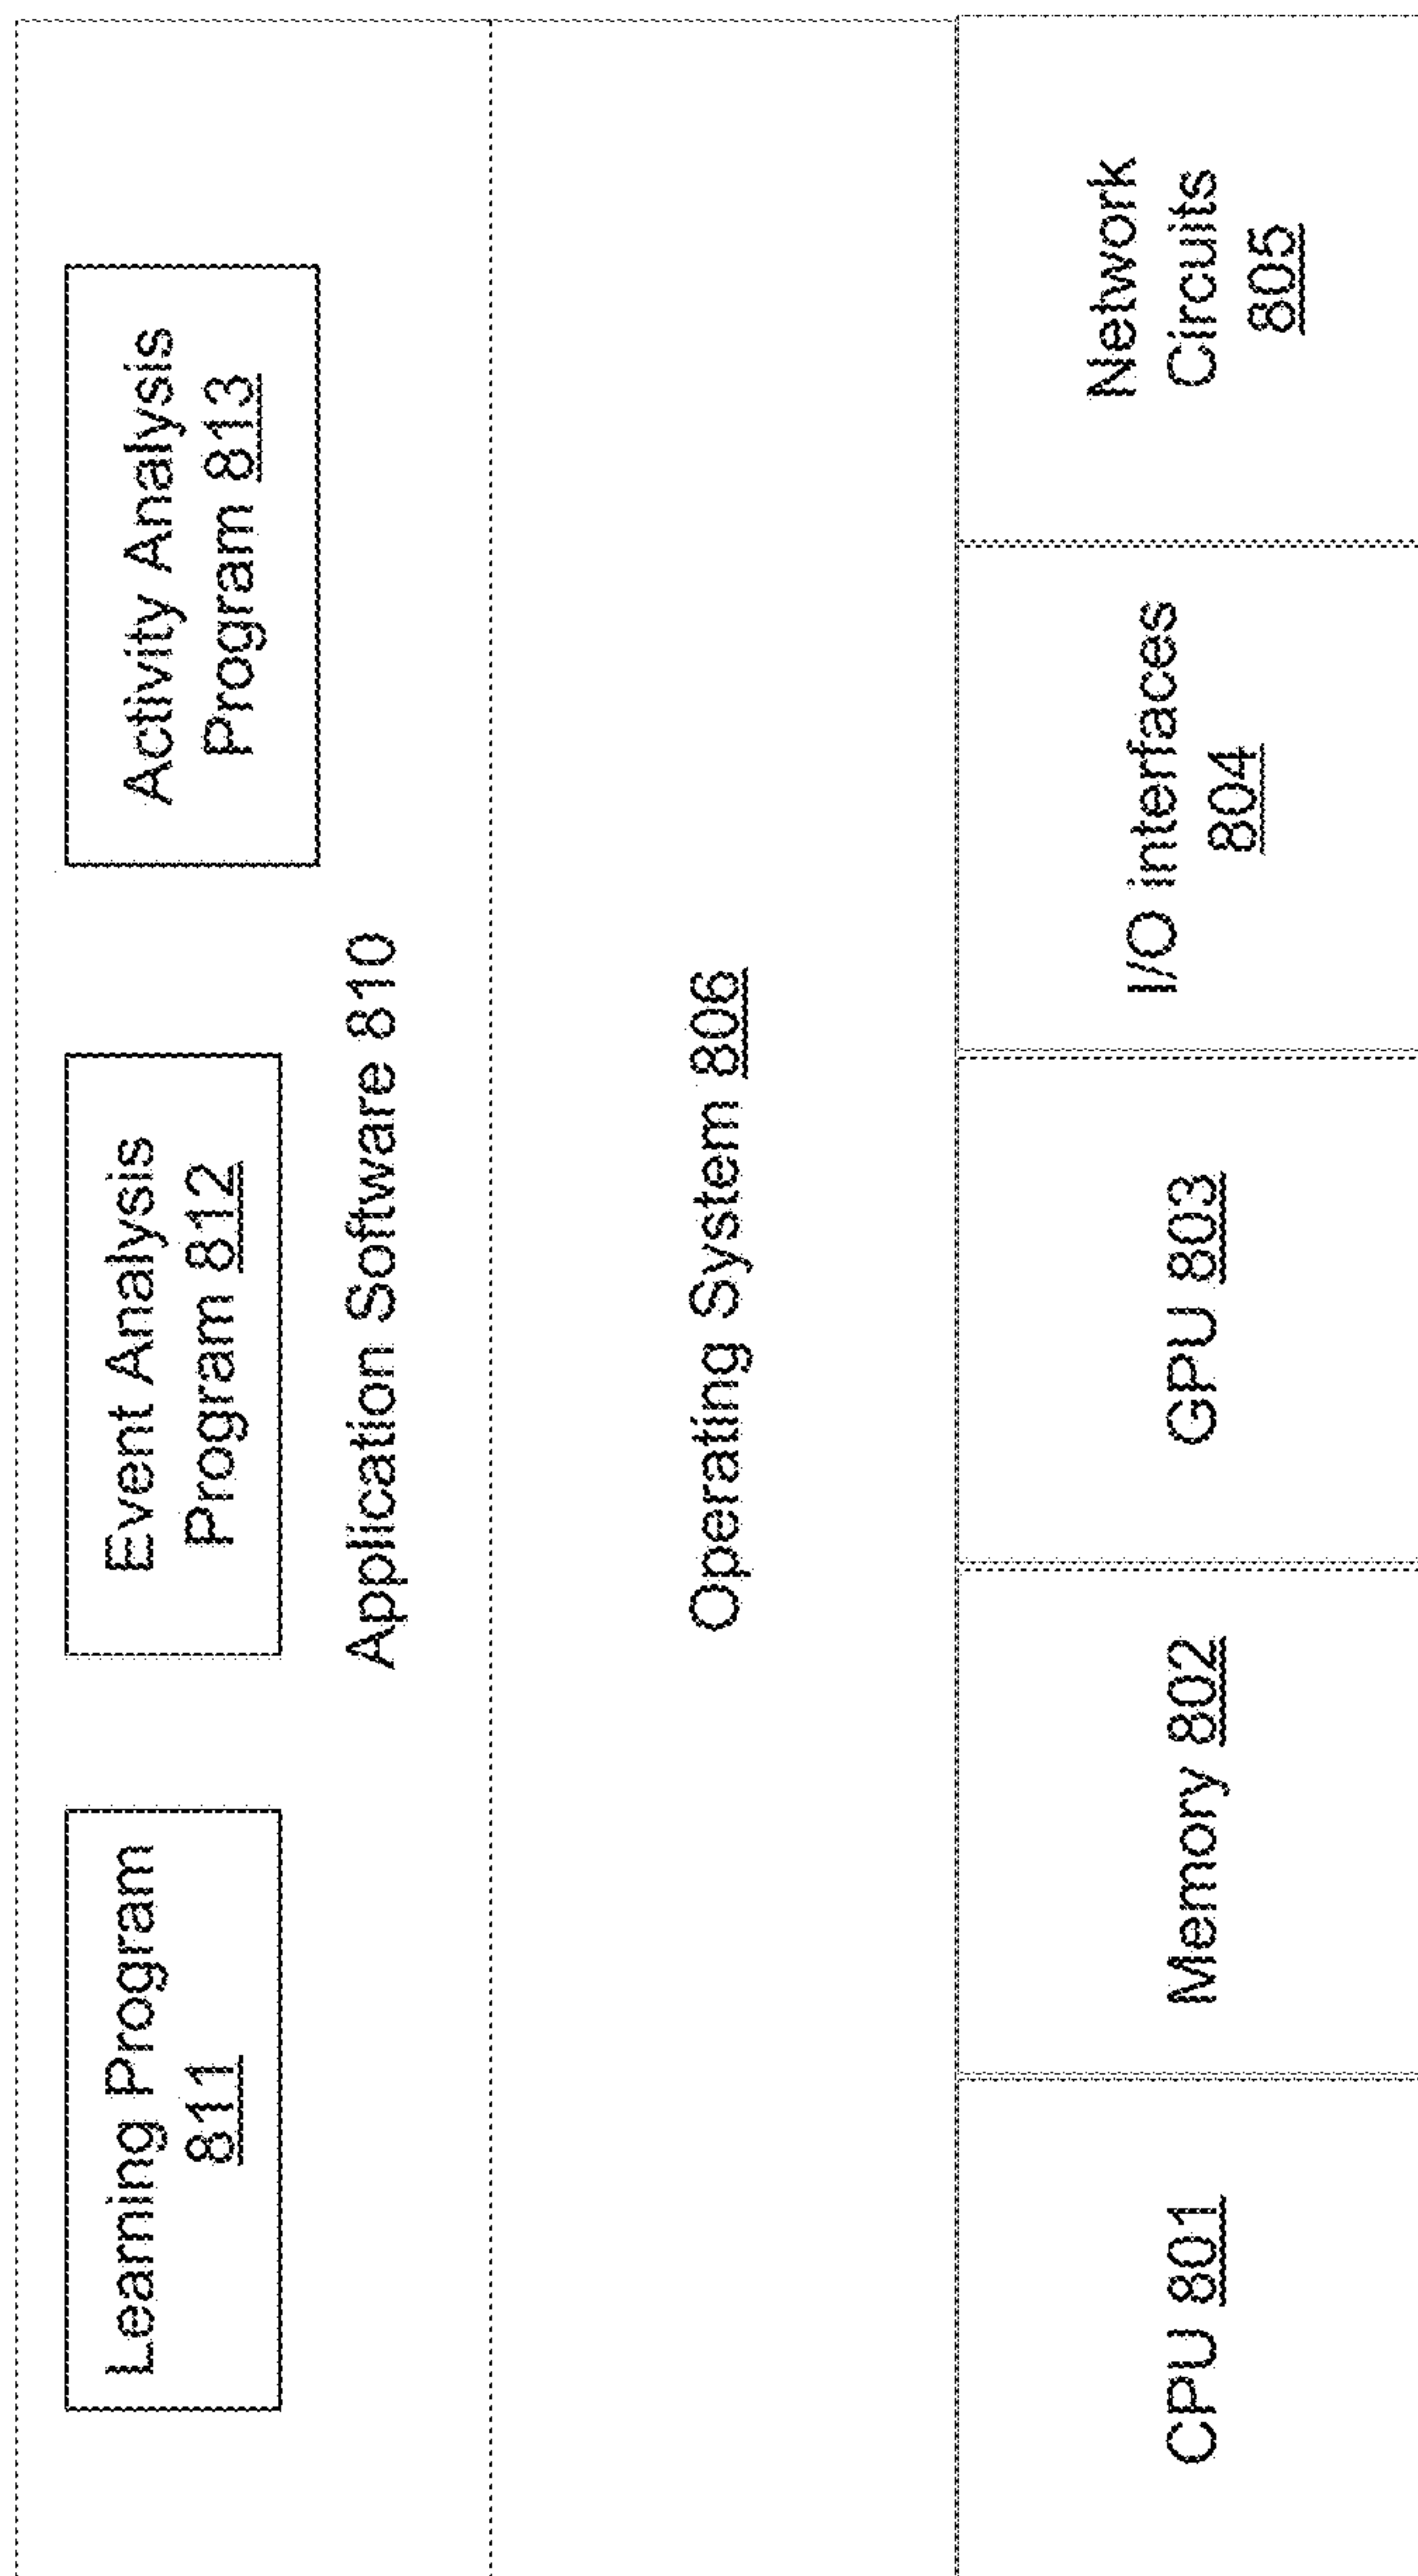 Learning Program
811
Event Analysis
Program 812
Activity Analysis
Program 813
Application Software 810
Operating System 806
CPU 801
Memory 802
GPU 803
I/O interfaces
804
Network
Circuits
805